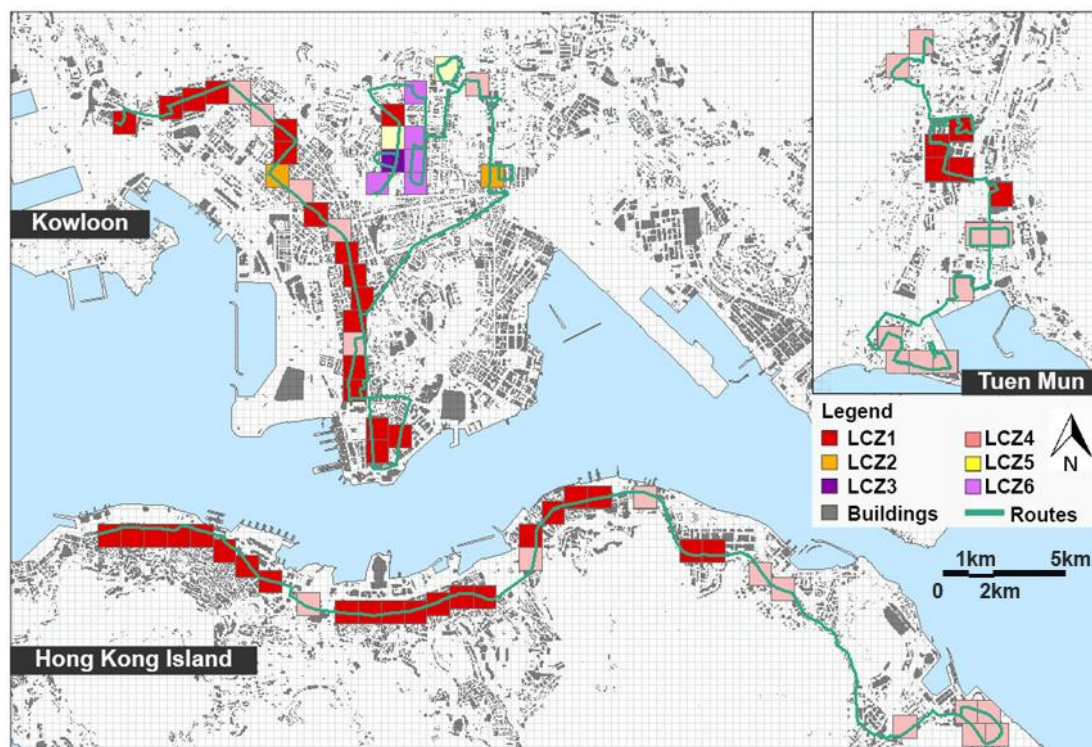 Kowloon
Tuen Mun
Legend
LCZ1
LCZ4
LCZ2
LCZ5
LCZ3
LCZ6
Buildings
Routes
N
1km 5km
0 2km
Hong Kong Island